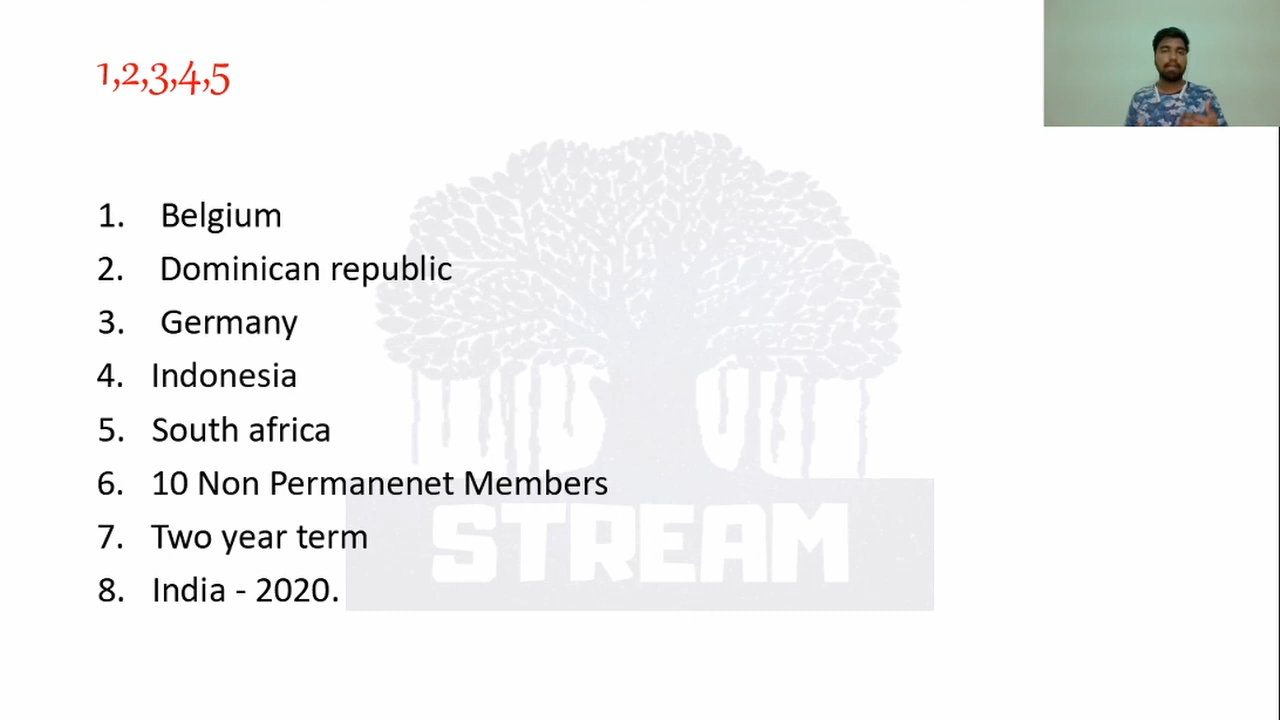 1,2,3,4,5
1. Belgium
2. Dominican republic
3. Germany
4. Indonesia
5. South africa
6. 10 Non Permanenet Members
7. Two year term
8. India - 2020.
STREAM